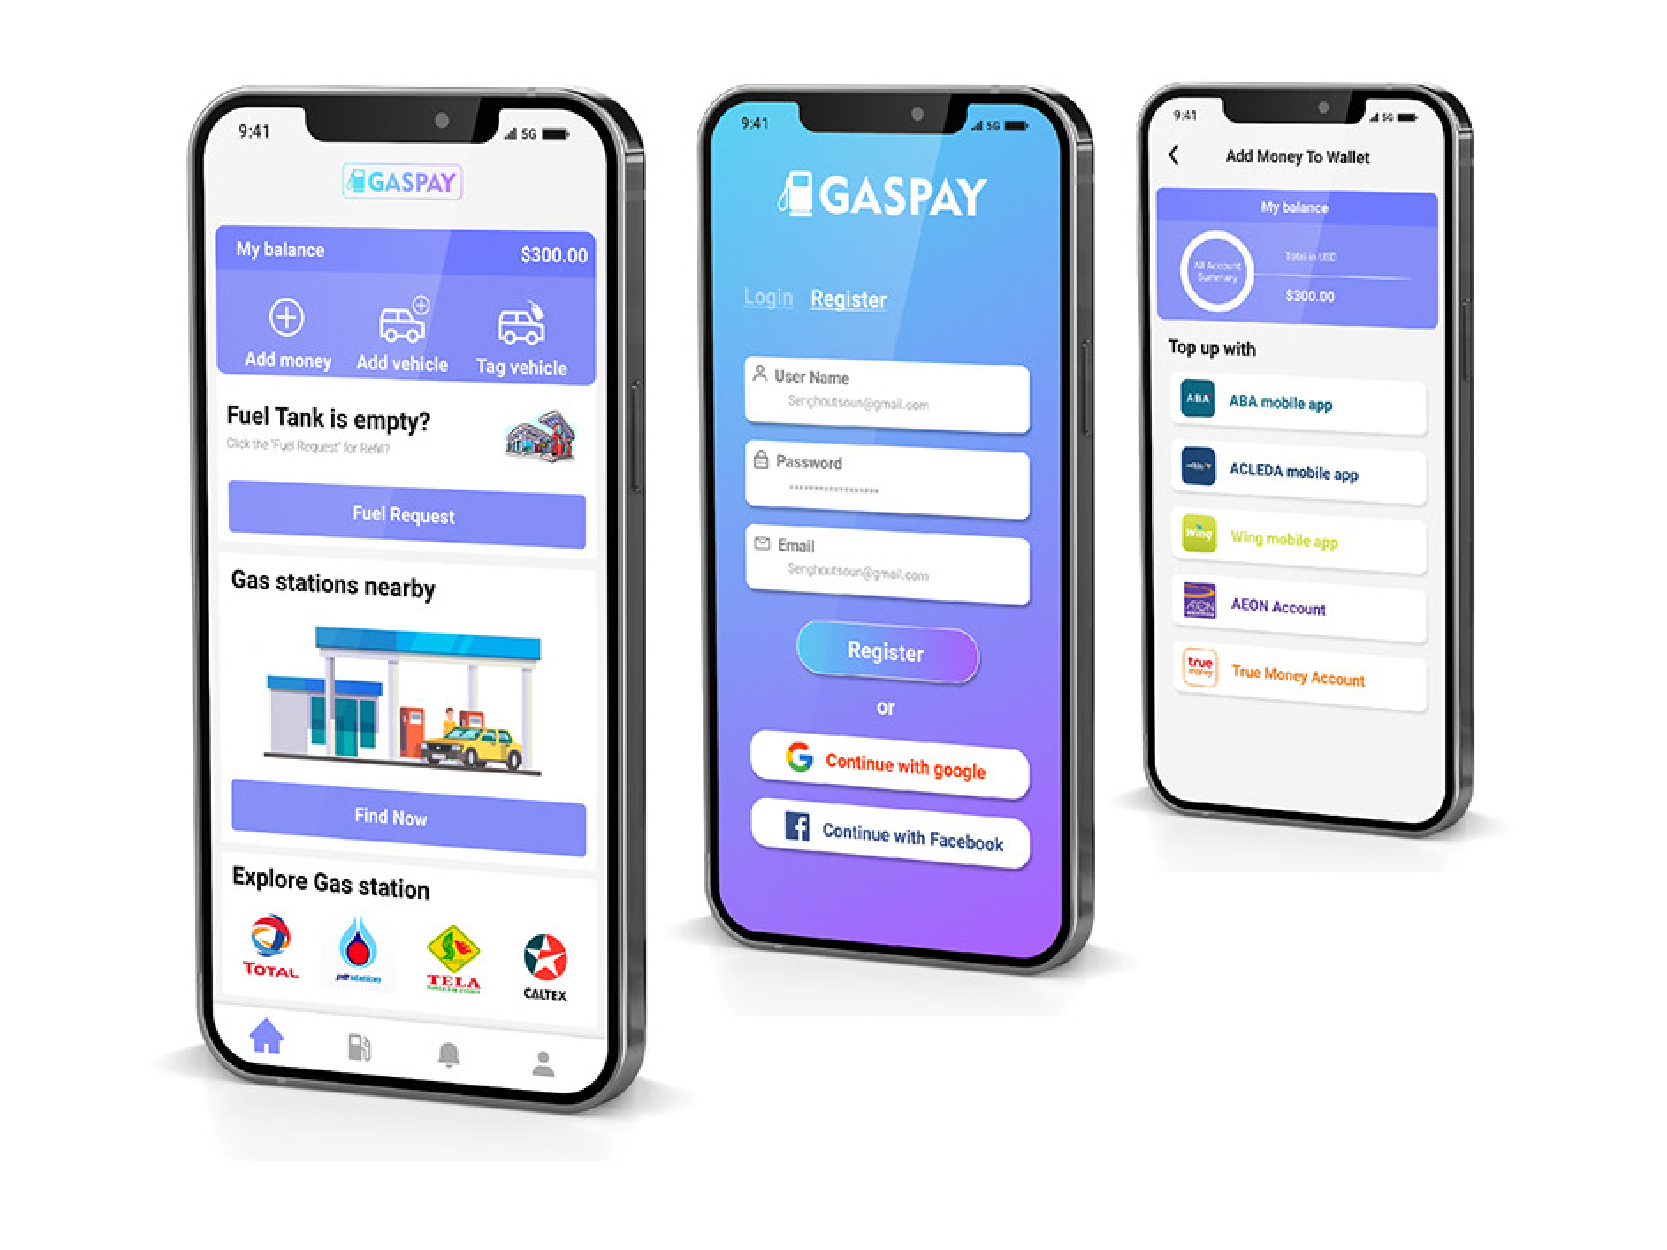 9:41
5G
GASPAY
My balance
$300.00
Add money
Add vehicle
Tag vehicle
Fuel Tank is empty?
Click the "Fuel Request" for Refill?
Fuel Request
Gas stations nearby
Find Now
Explore Gas station
TOTAL
ptt station
TELA
CALTEX
9:41
5G
GASPAY
Login Register
User Name
Senghoutsoun@gmail.com
Password
Email
Senghoutsoun@gmail.com
Register
or
Continue with google
Continue with Facebook
9:41
5G
Add Money To Wallet
My balance
All Account
Summary
Total in USD
$300.00
Top up with
ABA
ABA mobile app
ACLEDA mobile app
Wing
Wing mobile app
AEON
AEON Account
true
money
True Money Account